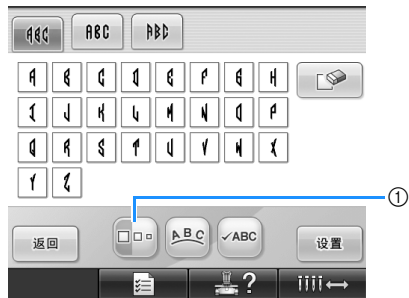 ABC ABC ABC
A B C D E F G H
I J K L M N O P
Q R S T U V W X
Y Z
①
返回 ABC ✓ABC 设置
?